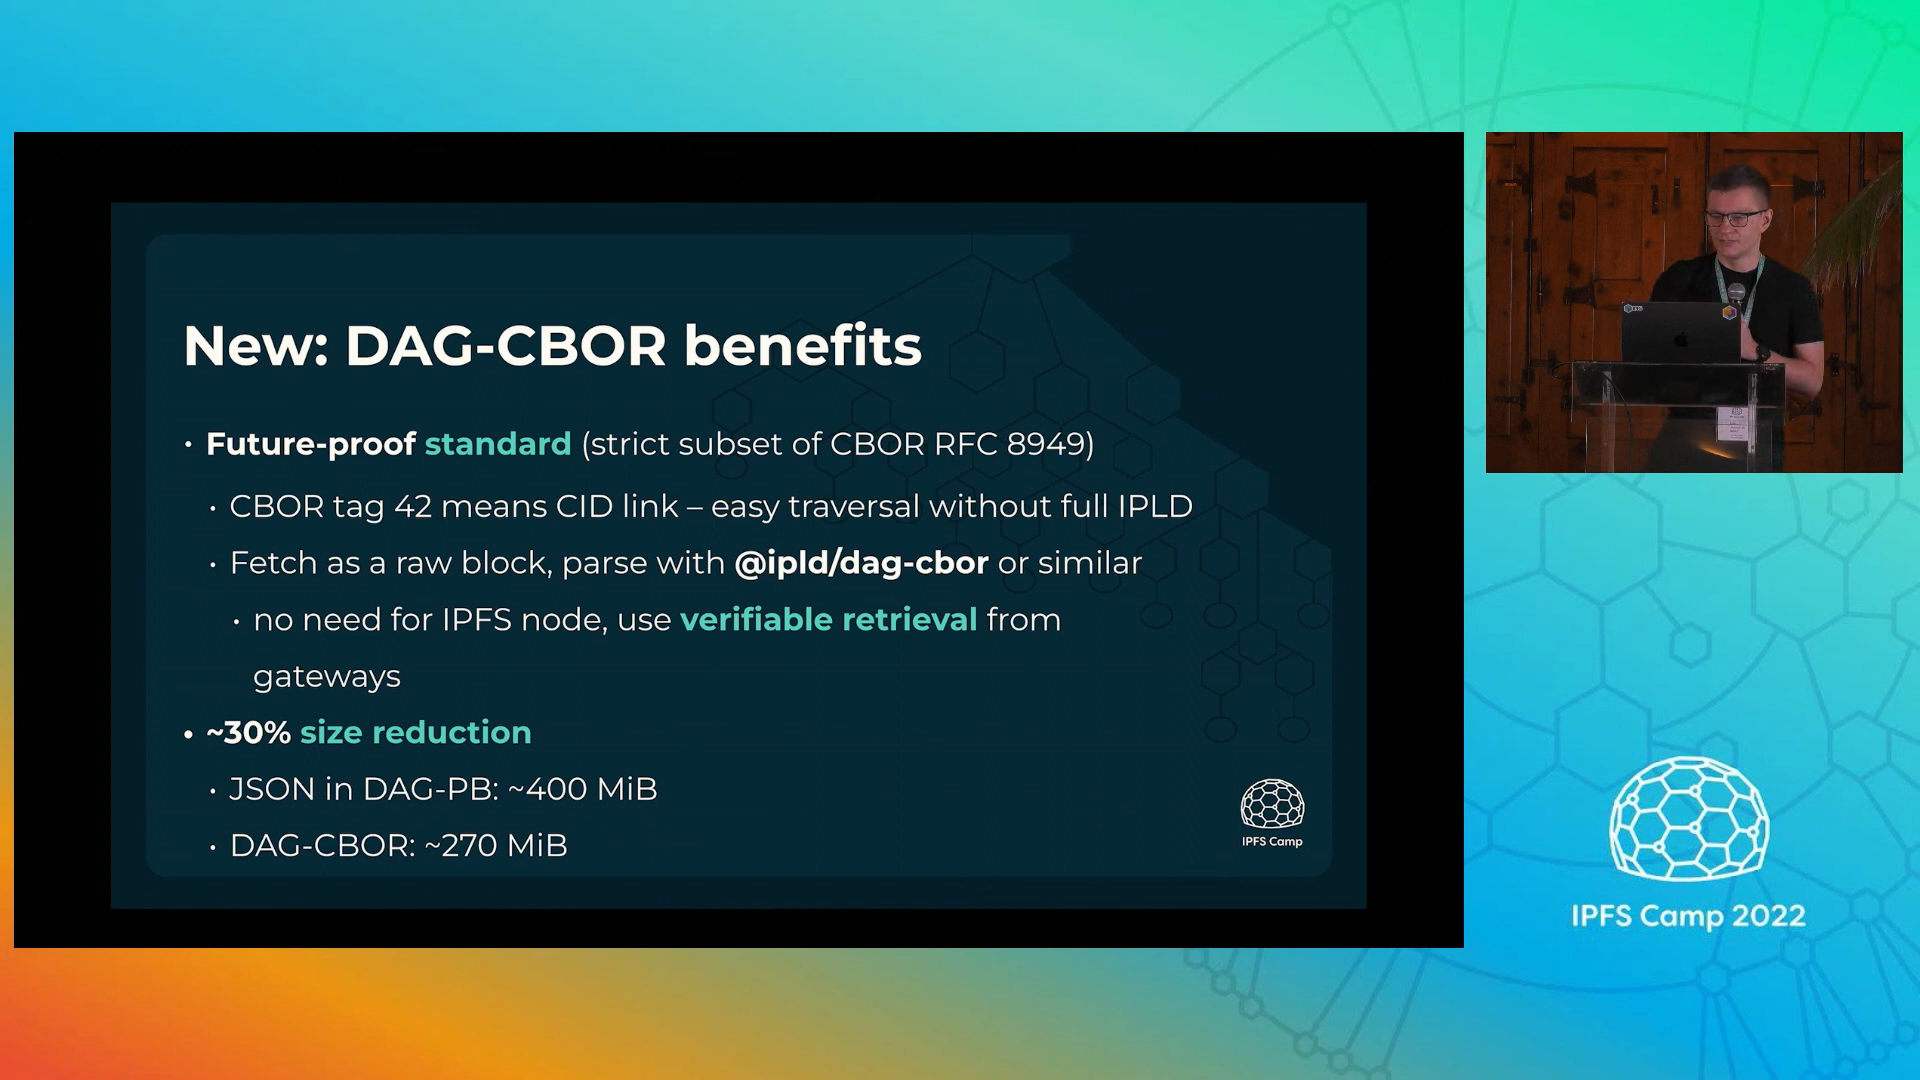 New: DAG-CBOR benefits
• Future-proof standard (strict subset of CBOR RFC 8949)
• CBOR tag 42 means CID link – easy traversal without full IPLD
• Fetch as a raw block, parse with @ipld/dag-cbor or similar
• no need for IPFS node, use verifiable retrieval from
gateways
• ~30% size reduction
• JSON in DAG-PB: ~400 MiB
• DAG-CBOR: ~270 MiB
IPFS Camp
IPFS Camp 2022